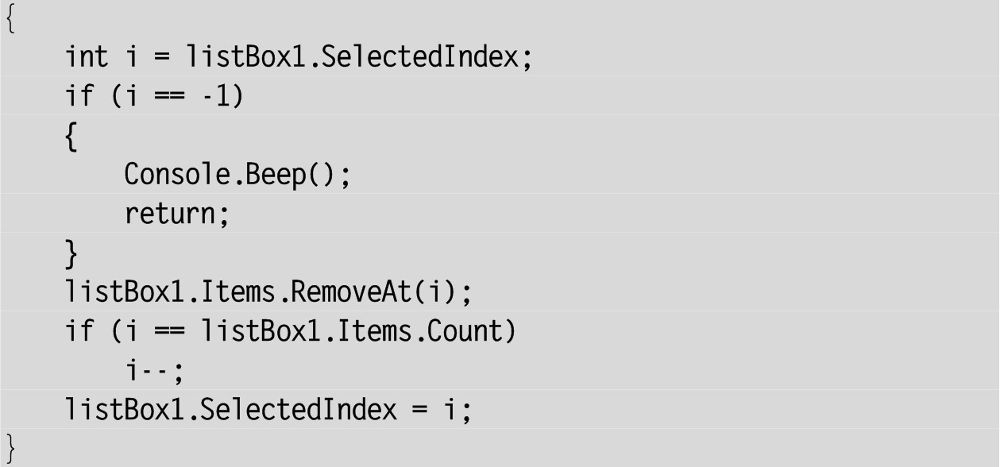 {
    int i = listBox1.SelectedIndex;
    if (i == -1)
    {
        Console.Beep();
        return;
    }
    listBox1.Items.RemoveAt(i);
    if (i == listBox1.Items.Count)
        i--;
    listBox1.SelectedIndex = i;
}